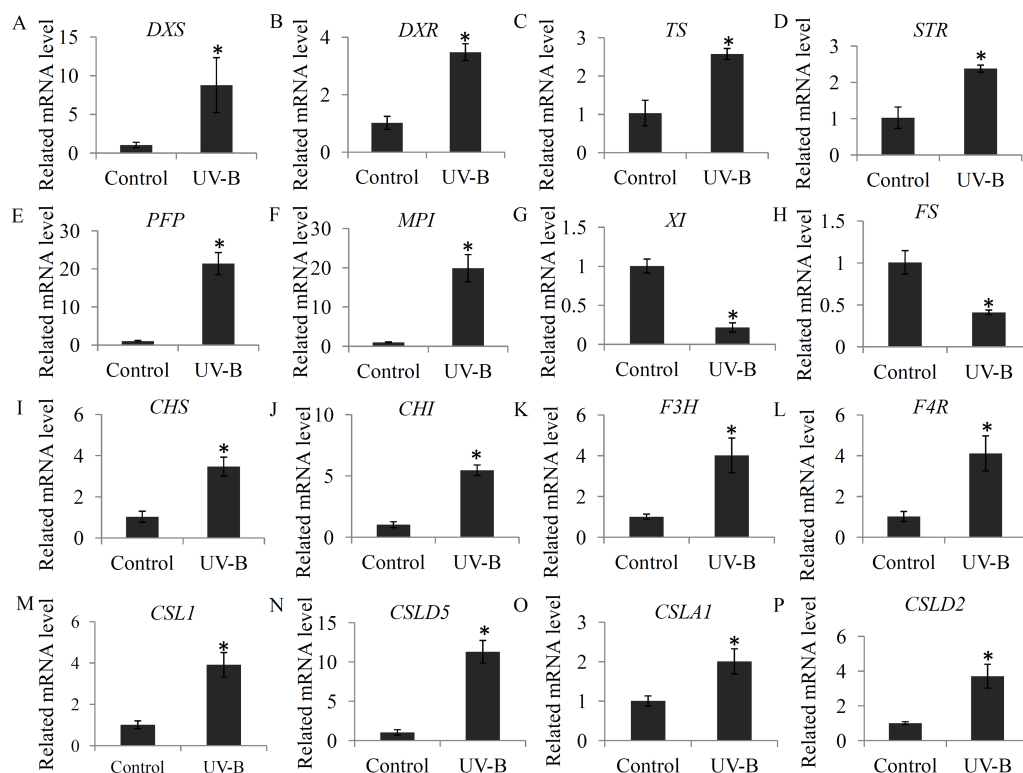 A
DXS
Related mRNA level
15
10
5
0
*
Control UV-B
B
DXR
Related mRNA level
4
2
0
*
Control UV-B
C
TS
Related mRNA level
3
2
1
0
*
Control UV-B
D
STR
Related mRNA level
3
2
1
0
*
Control UV-B
E
PFP
Related mRNA level
30
20
10
0
*
Control UV-B
F
MPI
Related mRNA level
30
20
10
0
*
Control UV-B
G
XI
Related mRNA level
1.5
1
0.5
0
*
Control UV-B
H
FS
Related mRNA level
1.5
1
0.5
0
*
Control UV-B
I
CHS
Related mRNA level
6
4
2
0
*
Control UV-B
J
CHI
Related mRNA level
10
5
0
*
Control UV-B
K
F3H
Related mRNA level
6
4
2
0
*
Control UV-B
L
F4R
Related mRNA level
6
4
2
0
*
Control UV-B
M
CSL1
Related mRNA level
6
4
2
0
*
Control UV-B
N
CSLD5
Related mRNA level
15
10
5
0
*
Control UV-B
O
CSLA1
Related mRNA level
3
2
1
0
*
Control UV-B
P
CSLD2
Related mRNA level
6
4
2
0
*
Control UV-B